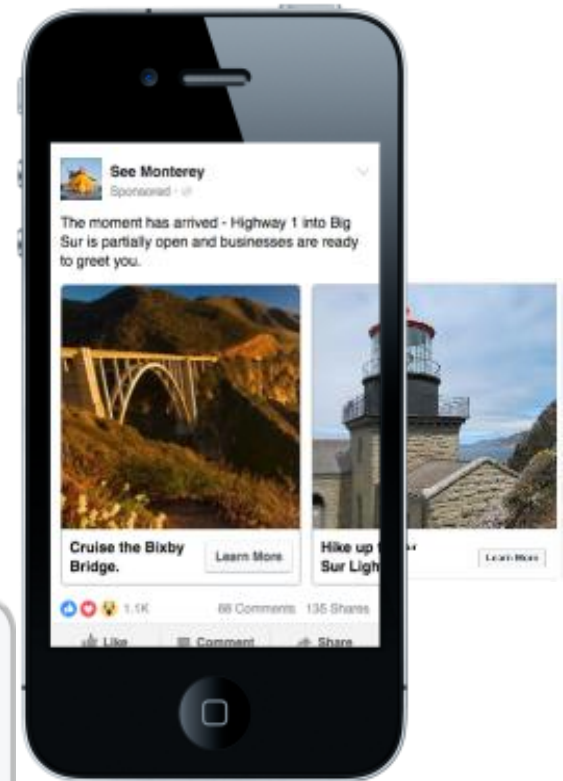 See Monterey
Sponsored ·
The moment has arrived - Highway 1 into Big
Sur is partially open and businesses are ready
to greet you.
Cruise the Bixby
Bridge.
Learn More
Hike up
Sur Ligh
Learn More
1.1K
68 Comments 135 Shares
Like Comment Share